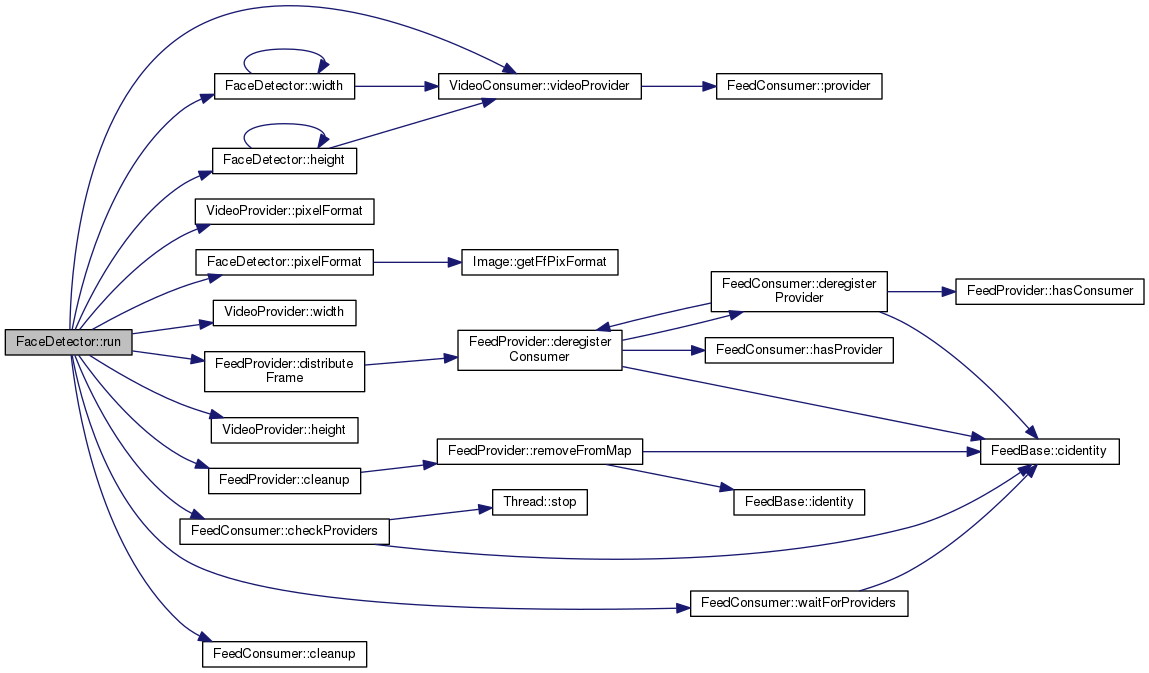 FaceDetector::run
FaceDetector::width
VideoConsumer::videoProvider
FeedConsumer::provider
FaceDetector::height
VideoProvider::pixelFormat
FaceDetector::pixelFormat
Image::getFfPixFormat
VideoProvider::width
FeedProvider::distribute
Frame
FeedProvider::deregister
Consumer
FeedConsumer::deregister
Provider
FeedProvider::hasConsumer
FeedConsumer::hasProvider
VideoProvider::height
FeedBase::cidentity
FeedProvider::cleanup
FeedProvider::removeFromMap
FeedBase::identity
FeedConsumer::checkProviders
Thread::stop
FeedConsumer::waitForProviders
FeedConsumer::cleanup